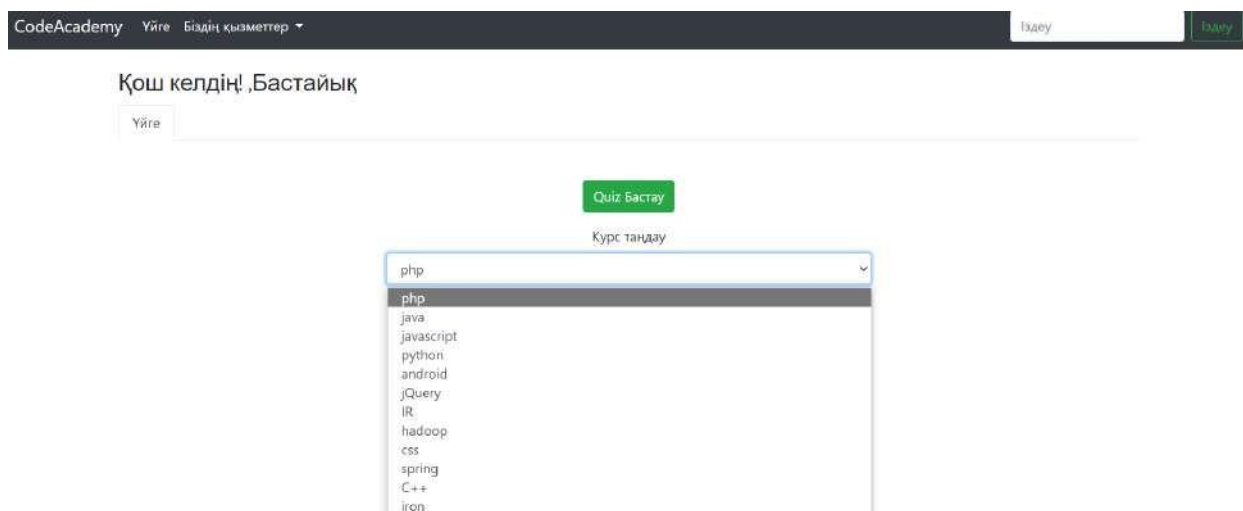 CodeAcademy Үйге Біздің қызметтер Іздеу Іздеу
Қош келдің! ,Бастайық
Үйге
Quiz Бастау
Курс таңдау
php
php
java
javascript
python
android
jQuery
IR
hadoop
css
spring
C++
iron